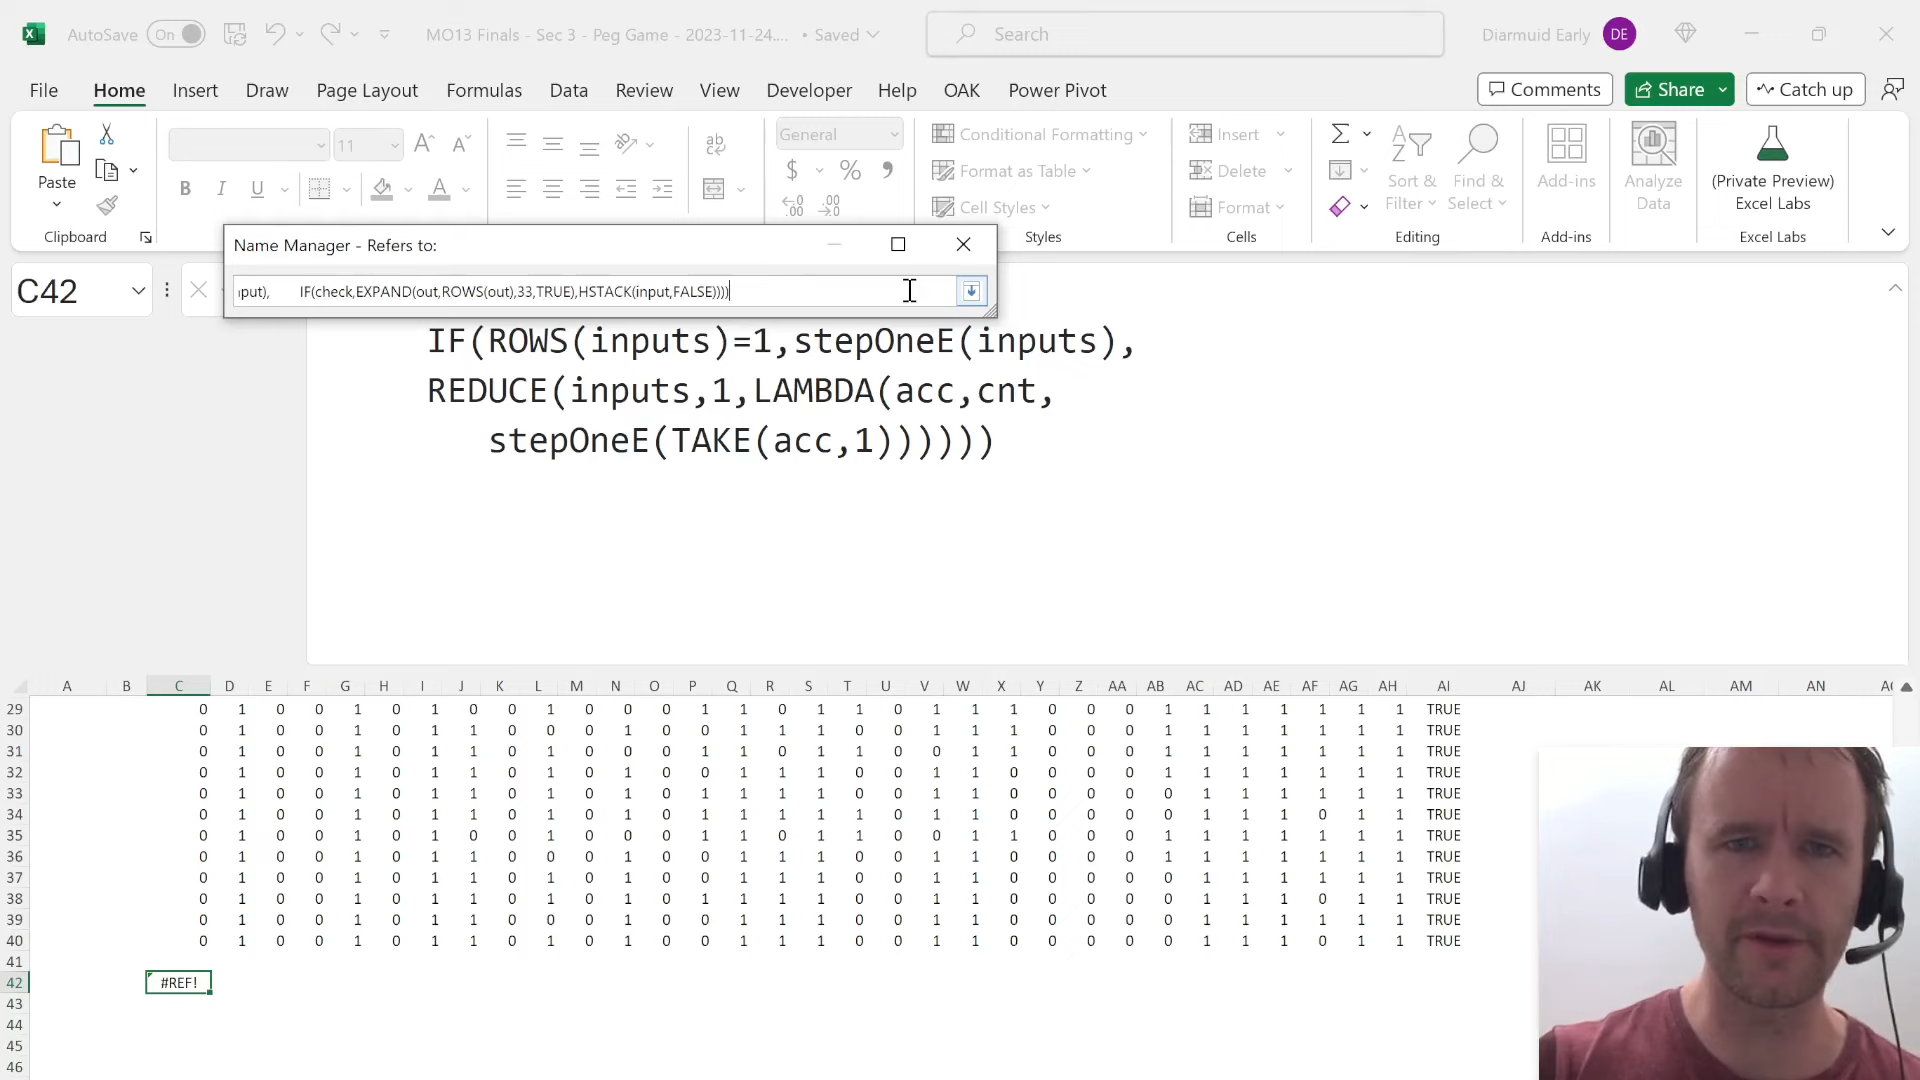 AutoSave On MO13 Finals - Sec 3 - Peg Game - 2023-11-24.... • Saved Search Diarmuid Early DE
File Home Insert Draw Page Layout Formulas Data Review View Developer Help OAK Power Pivot Comments Share Catch up
Paste
Clipboard
11
B I U A
ab
General
$ % ,
Conditional Formatting
Format as Table
Cell Styles
Styles
Insert
Delete
Format
Cells
Sort & Filter
Find & Select
Editing
Add-ins
Add-ins
Analyze Data
(Private Preview) Excel Labs
Excel Labs
Name Manager - Refers to:
C42
IF(check,EXPAND(out,ROWS(out),33,TRUE),HSTACK(input,FALSE))))
IF(ROWS(inputs)=1,stepOneE(inputs),
REDUCE(inputs,1,LAMBDA(acc,cnt,
stepOneE(TAKE(acc,1))))))
A B C D E F G H I J K L M N O P Q R S T U V W X Y Z AA AB AC AD AE AF AG AH AI AJ AK AL AM AN
29 0 1 0 0 1 0 1 0 0 1 0 0 0 1 1 0 1 1 0 1 1 1 0 0 0 1 1 1 1 1 1 1 TRUE
30 0 1 0 0 1 0 1 1 0 0 0 1 0 0 1 1 1 0 0 1 1 1 0 0 0 1 1 1 1 1 1 1 TRUE
31 0 1 0 0 1 0 1 1 0 1 0 0 0 1 1 0 1 1 0 0 1 1 0 0 0 1 1 1 1 1 1 1 TRUE
32 0 1 0 0 1 0 1 1 0 1 0 1 0 0 1 1 1 0 0 1 1 0 0 0 0 1 1 1 1 1 1 1 TRUE
33 0 1 0 0 1 0 1 1 0 1 0 1 0 1 1 1 1 0 0 1 1 0 0 0 0 0 1 1 1 1 1 1 TRUE
34 0 1 0 0 1 0 1 1 0 1 0 1 0 1 1 1 1 1 0 1 1 0 0 0 0 0 1 1 1 0 1 1 TRUE
35 0 1 0 0 1 0 1 0 0 1 0 0 0 1 1 0 1 1 0 0 1 1 0 0 0 1 1 1 1 1 1 1 TRUE
36 0 1 0 0 1 0 1 1 0 0 0 1 0 0 1 1 1 0 0 1 1 0 0 0 0 1 1 1 1 1 1 1 TRUE
37 0 1 0 0 1 0 1 1 0 1 0 1 0 0 1 1 1 0 0 1 1 0 0 0 0 0 1 1 1 1 1 1 TRUE
38 0 1 0 0 1 0 1 1 0 1 0 1 0 1 1 1 1 0 0 1 1 0 0 0 0 0 1 1 1 0 1 1 TRUE
39 0 1 0 0 1 0 1 1 0 0 0 1 0 0 1 1 1 0 0 1 1 0 0 0 0 0 1 1 1 1 1 1 TRUE
40 0 1 0 0 1 0 1 1 0 1 0 1 0 0 1 1 1 0 0 1 1 0 0 0 0 0 1 1 1 0 1 1 TRUE
41
42 #REF!
43
44
45
46